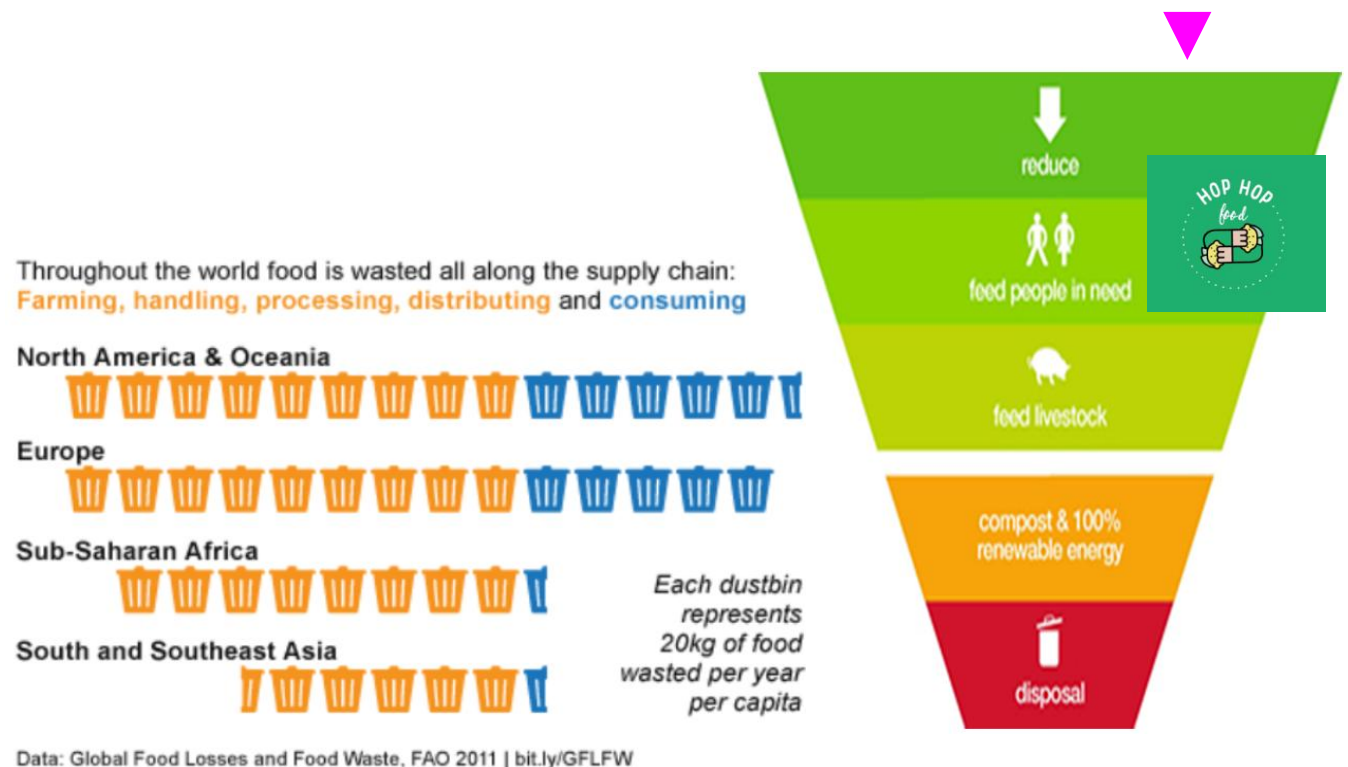 Throughout the world food is wasted all along the supply chain:
Farming, handling, processing, distributing and consuming
North America & Oceania
Europe
Sub-Saharan Africa
South and Southeast Asia
Each dustbin
represents
20kg of food
wasted per year
per capita
Data: Global Food Losses and Food Waste, FAO 2011 | bit.ly/GFLFW
reduce
feed people in need
feed livestock
compost & 100%
renewable energy
disposal
HOP HOP
food